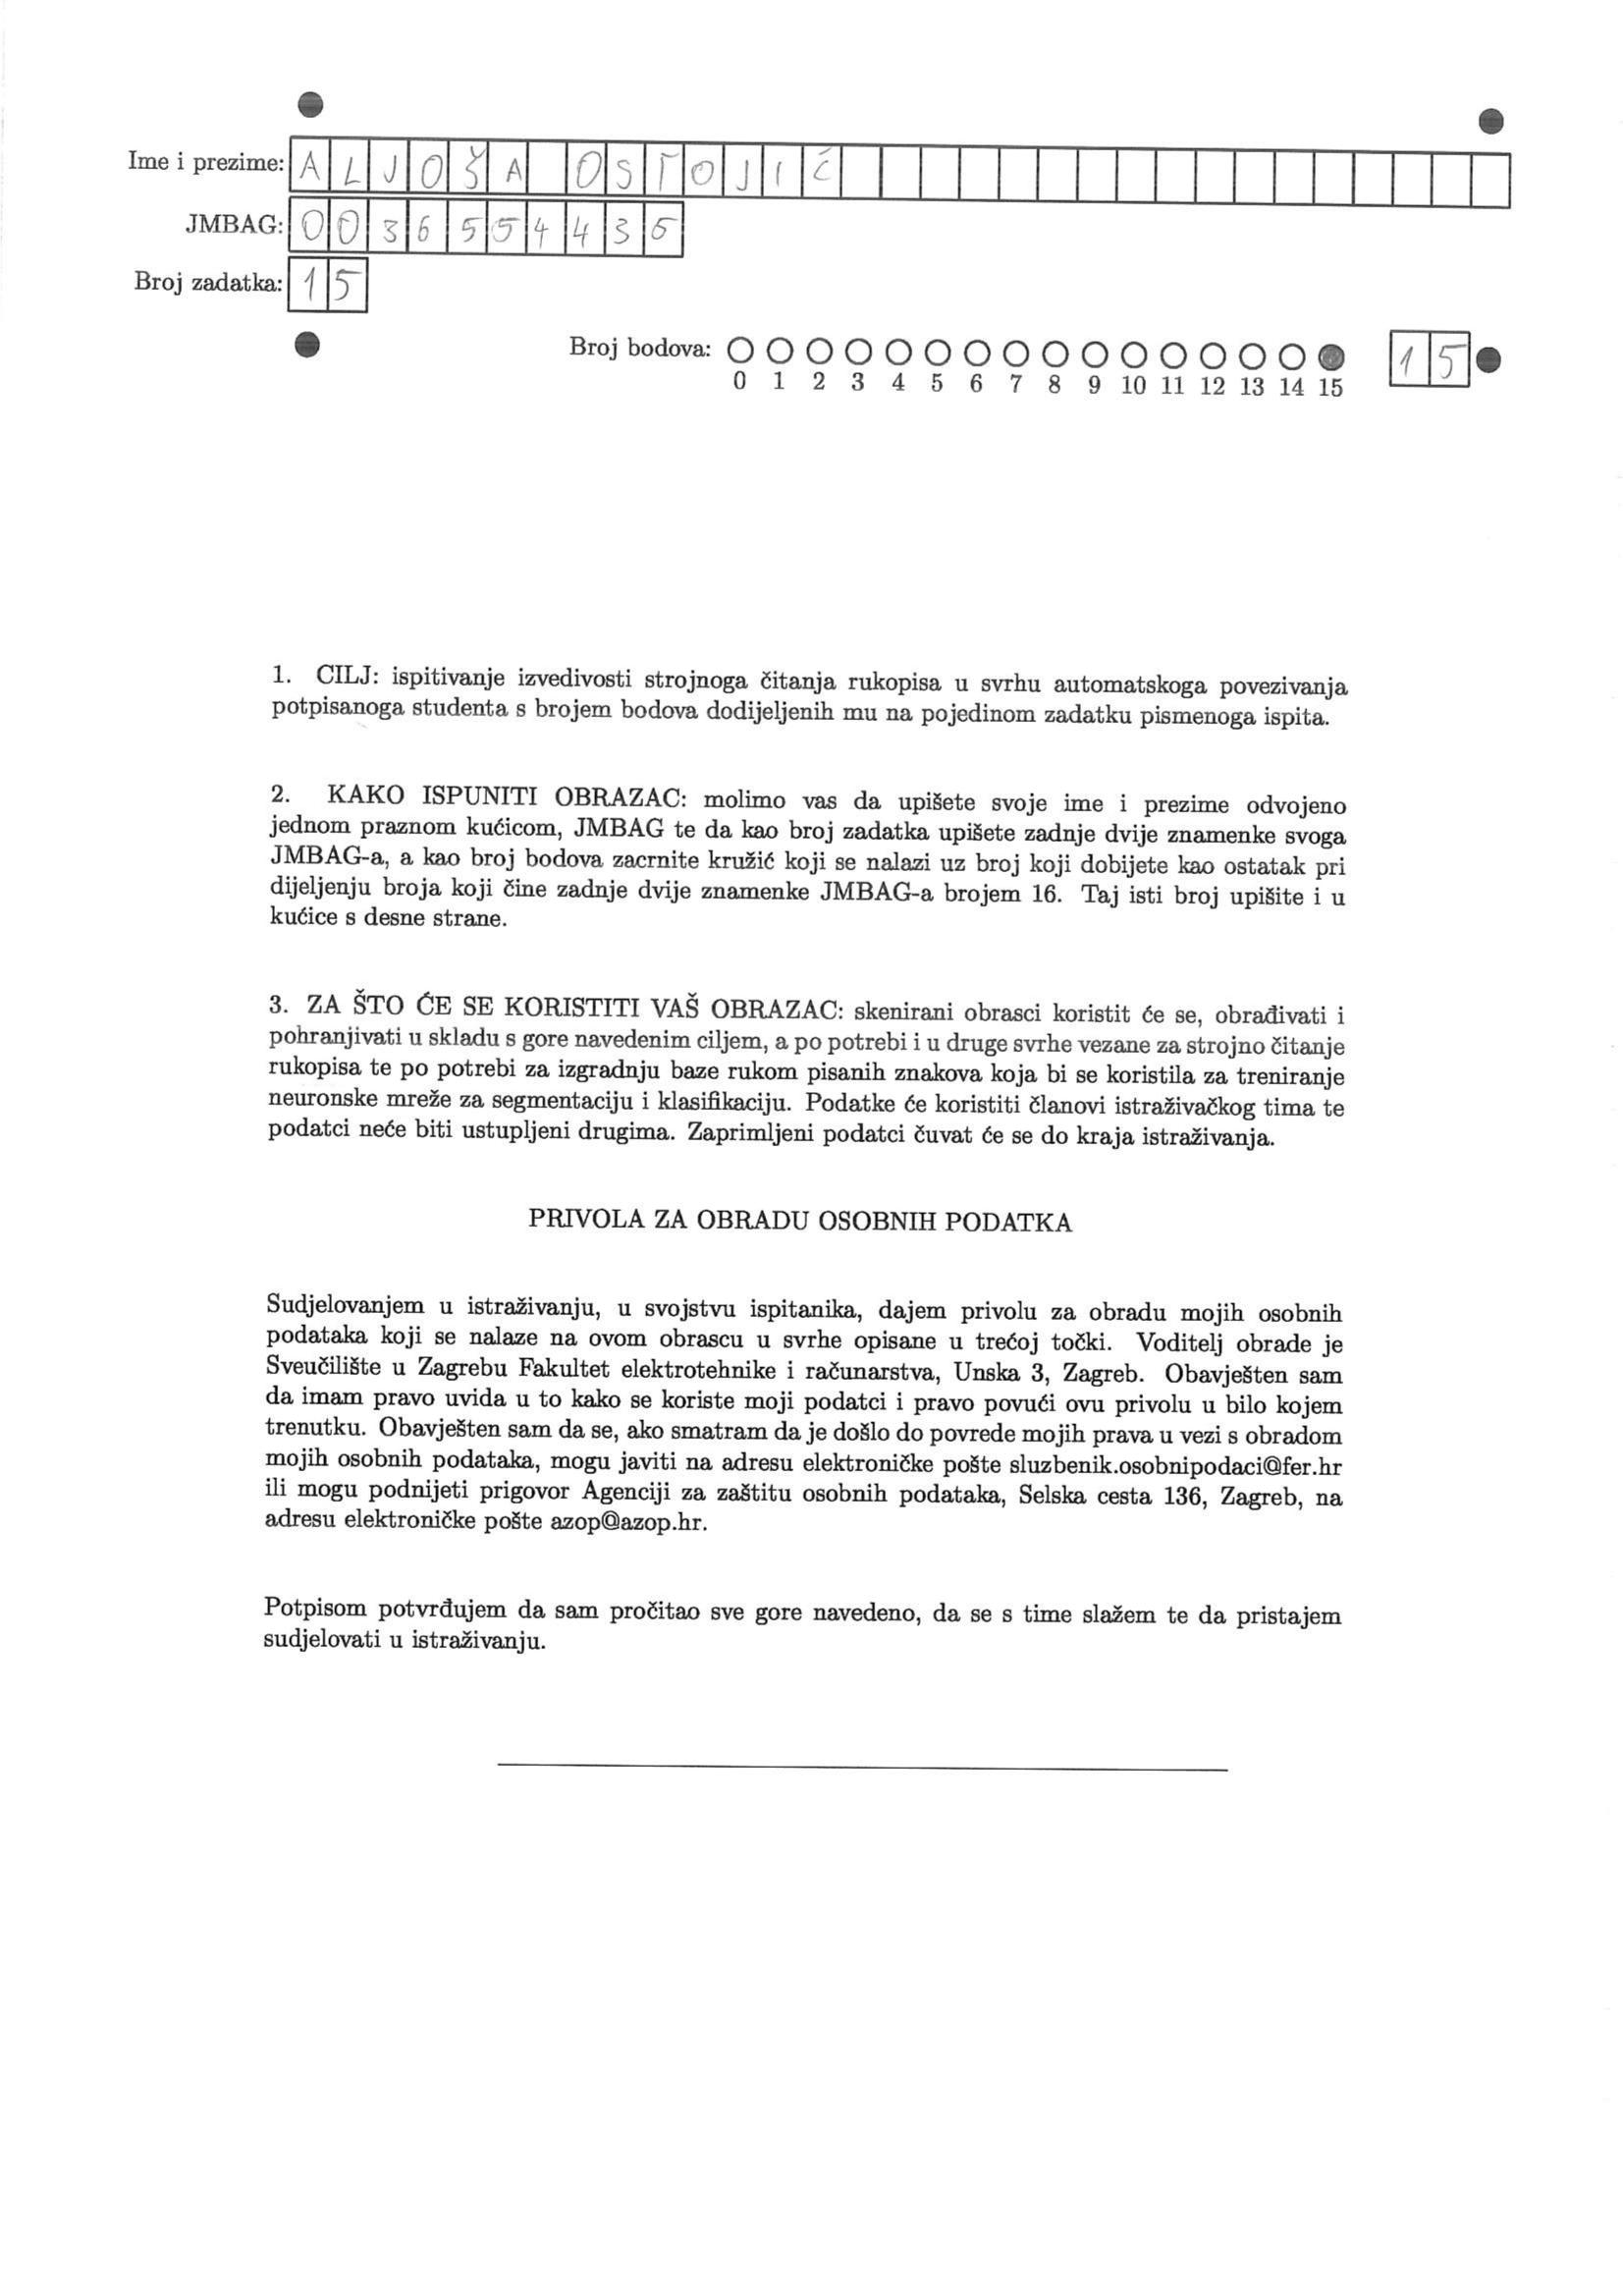 Ime i prezime: ALJOŠA OSTOJIĆ
JMBAG: 0036554435
Broj zadatka: 15
Broj bodova: 0 1 2 3 4 5 6 7 8 9 10 11 12 13 14 15 15
1. CILJ: ispitivanje izvedivosti strojnoga čitanja rukopisa u svrhu automatskoga povezivanja
potpisanoga studenta s brojem bodova dodijeljenih mu na pojedinom zadatku pismenoga ispita.
2. KAKO ISPUNITI OBRAZAC: molimo vas da upišete svoje ime i prezime odvojeno
jednom praznom kućicom, JMBAG te da kao broj zadatka upišete zadnje dvije znamenke svoga
JMBAG-a, a kao broj bodova zacrnite kružić koji se nalazi uz broj koji dobijete kao ostatak pri
dijeljenju broja koji čine zadnje dvije znamenke JMBAG-a brojem 16. Taj isti broj upišite i u
kućice s desne strane.
3. ZA ŠTO ĆE SE KORISTITI VAŠ OBRAZAC: skenirani obrasci koristit će se, obrađivati i
pohranjivati u skladu s gore navedenim ciljem, a po potrebi i u druge svrhe vezane za strojno čitanje
rukopisa te po potrebi za izgradnju baze rukom pisanih znakova koja bi se koristila za treniranje
neuronske mreže za segmentaciju i klasifikaciju. Podatke će koristiti članovi istraživačkog tima te
podatci neće biti ustupljeni drugima. Zaprimljeni podatci čuvat će se do kraja istraživanja.
PRIVOLA ZA OBRADU OSOBNIH PODATKA
Sudjelovanjem u istraživanju, u svojstvu ispitanika, dajem privolu za obradu mojih osobnih
podataka koji se nalaze na ovom obrascu u svrhe opisane u trećoj točki. Voditelj obrade je
Sveučilište u Zagrebu Fakultet elektrotehnike i računarstva, Unska 3, Zagreb. Obavješten sam
da imam pravo uvida u to kako se koriste moji podatci i pravo povući ovu privolu u bilo kojem
trenutku. Obavješten sam da se, ako smatram da je došlo do povrede mojih prava u vezi s obradom
mojih osobnih podataka, mogu javiti na adresu elektroničke pošte sluzbenik.osobnipodaci@fer.hr
ili mogu podnijeti prigovor Agenciji za zaštitu osobnih podataka, Selska cesta 136, Zagreb, na
adresu elektroničke pošte azop@azop.hr.
Potpisom potvrđujem da sam pročitao sve gore navedeno, da se s time slažem te da pristajem
sudjelovati u istraživanju.